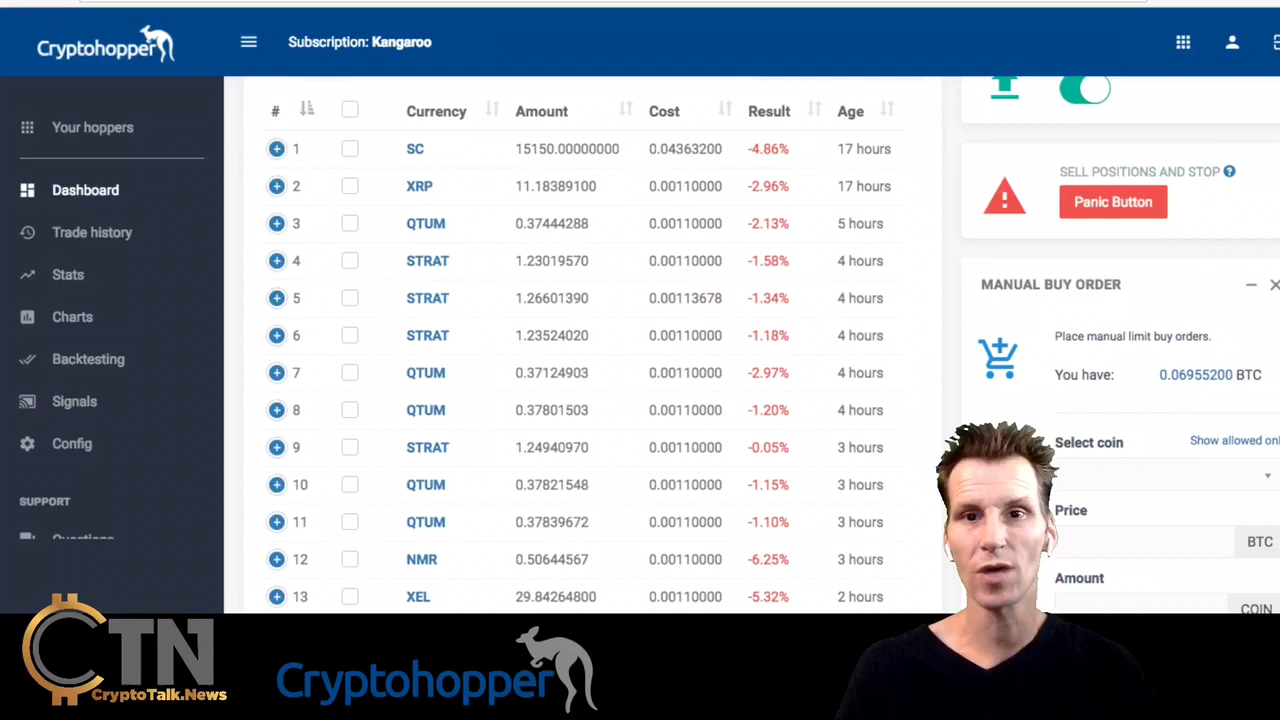 Cryptohopper
Subscription: Kangaroo
Your hoppers
Dashboard
Trade history
Stats
Charts
Backtesting
Signals
Config
SUPPORT
Questions
# Currency Amount Cost Result Age
1 SC 15150.00000000 0.04363200 -4.86% 17 hours
2 XRP 11.18389100 0.00110000 -2.96% 17 hours
3 QTUM 0.37444288 0.00110000 -2.13% 5 hours
4 STRAT 1.23019570 0.00110000 -1.58% 4 hours
5 STRAT 1.26601390 0.00113678 -1.34% 4 hours
6 STRAT 1.23524020 0.00110000 -1.18% 4 hours
7 QTUM 0.37124903 0.00110000 -2.97% 4 hours
8 QTUM 0.37801503 0.00110000 -1.20% 4 hours
9 STRAT 1.24940970 0.00110000 -0.05% 3 hours
10 QTUM 0.37821548 0.00110000 -1.15% 3 hours
11 QTUM 0.37839672 0.00110000 -1.10% 3 hours
12 NMR 0.50644567 0.00110000 -6.25% 3 hours
13 XEL 29.84264800 0.00110000 -5.32% 2 hours
SELL POSITIONS AND STOP ?
Panic Button
MANUAL BUY ORDER
Place manual limit buy orders.
You have: 0.06955200 BTC
Select coin Show allowed onl
Price
BTC
Amount
COIN
CTN
CryptoTalk.News
Cryptohopper